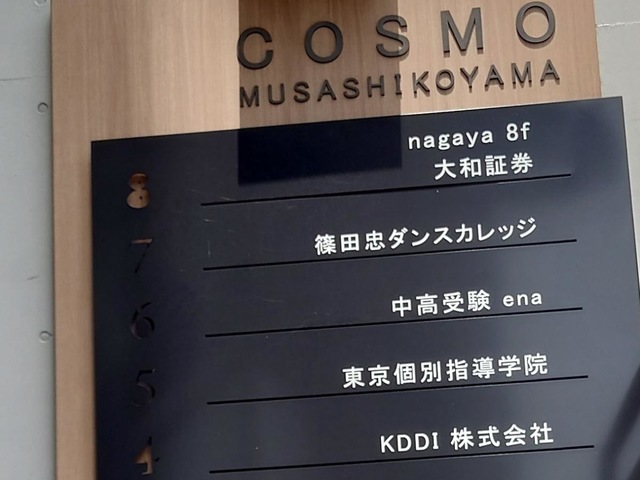 COSMO
MUSASHIKOYAMA
nagaya 8f
8 大和証券
7 篠田忠ダンスカレッジ
6 中高受験 ena
5 東京個別指導学院
4 KDDI 株式会社